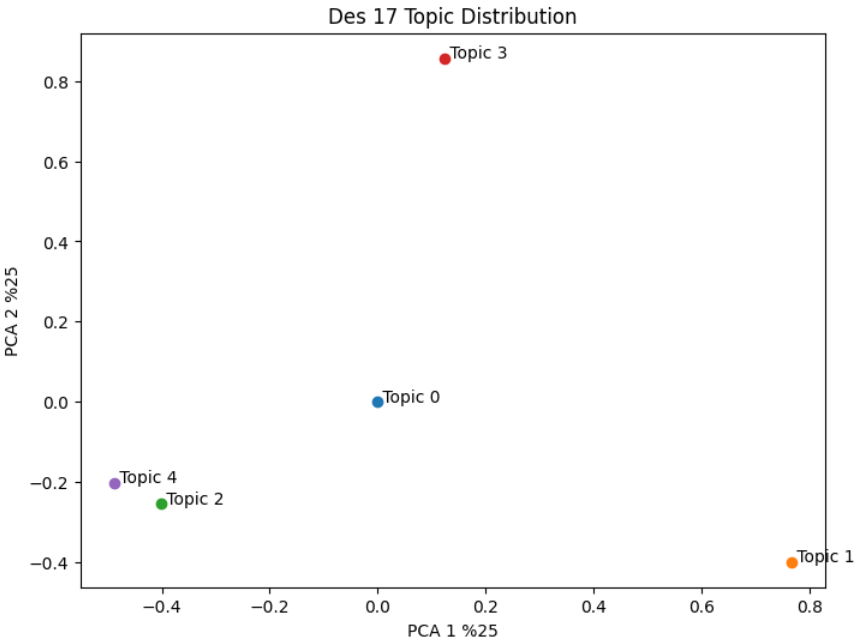 Des 17 Topic Distribution
Topic 3
0.8
0.6
0.4
0.2
PCA 2 %25
Topic 0
0.0
Topic 4
−0.2
Topic 2
Topic 1
−0.4
−0.4
−0.2
0.0
0.2
0.4
0.6
0.8
PCA 1 %25